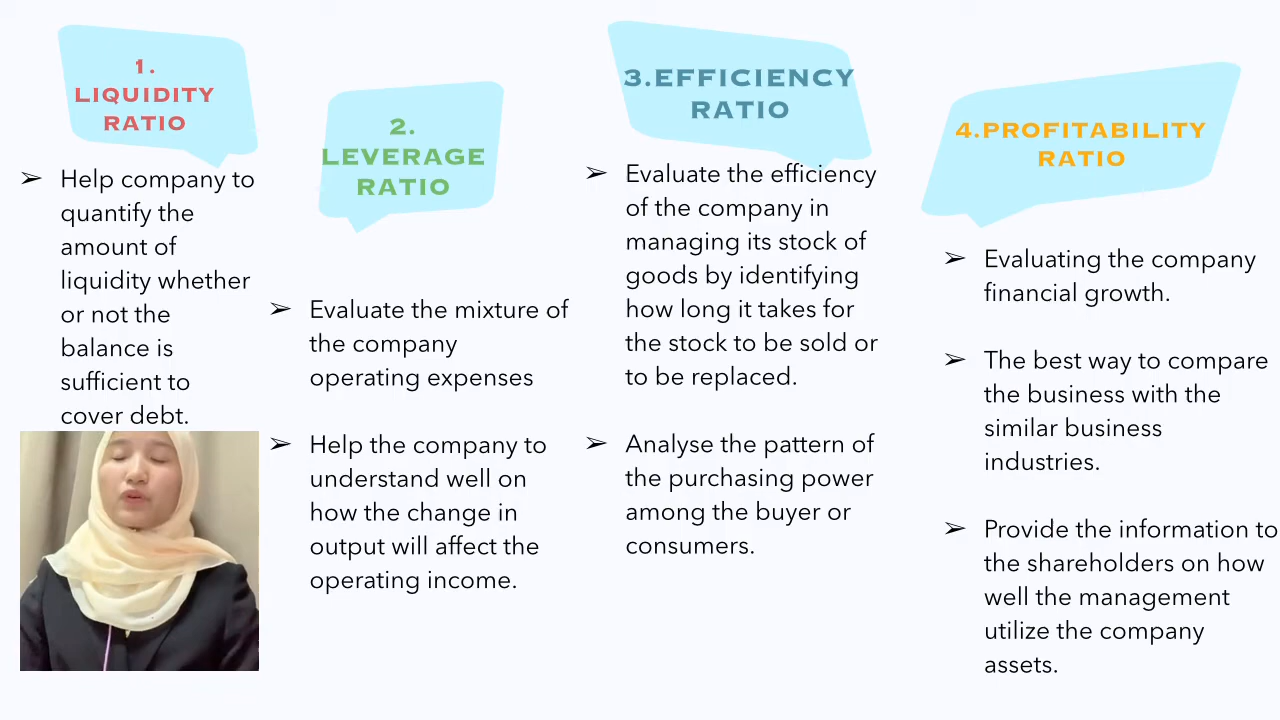 1.
LIQUIDITY
RATIO
➢ Help company to
quantify the
amount of
liquidity whether
or not the
balance is
sufficient to
cover debt.
2.
LEVERAGE
RATIO
➢ Evaluate the mixture of
the company
operating expenses
➢ Help the company to
understand well on
how the change in
output will affect the
operating income.
3.EFFICIENCY
RATIO
➢ Evaluate the efficiency
of the company in
managing its stock of
goods by identifying
how long it takes for
the stock to be sold or
to be replaced.
➢ Analyse the pattern of
the purchasing power
among the buyer or
consumers.
4.PROFITABILITY
RATIO
➢ Evaluating the company
financial growth.
➢ The best way to compare
the business with the
similar business
industries.
➢ Provide the information to
the shareholders on how
well the management
utilize the company
assets.